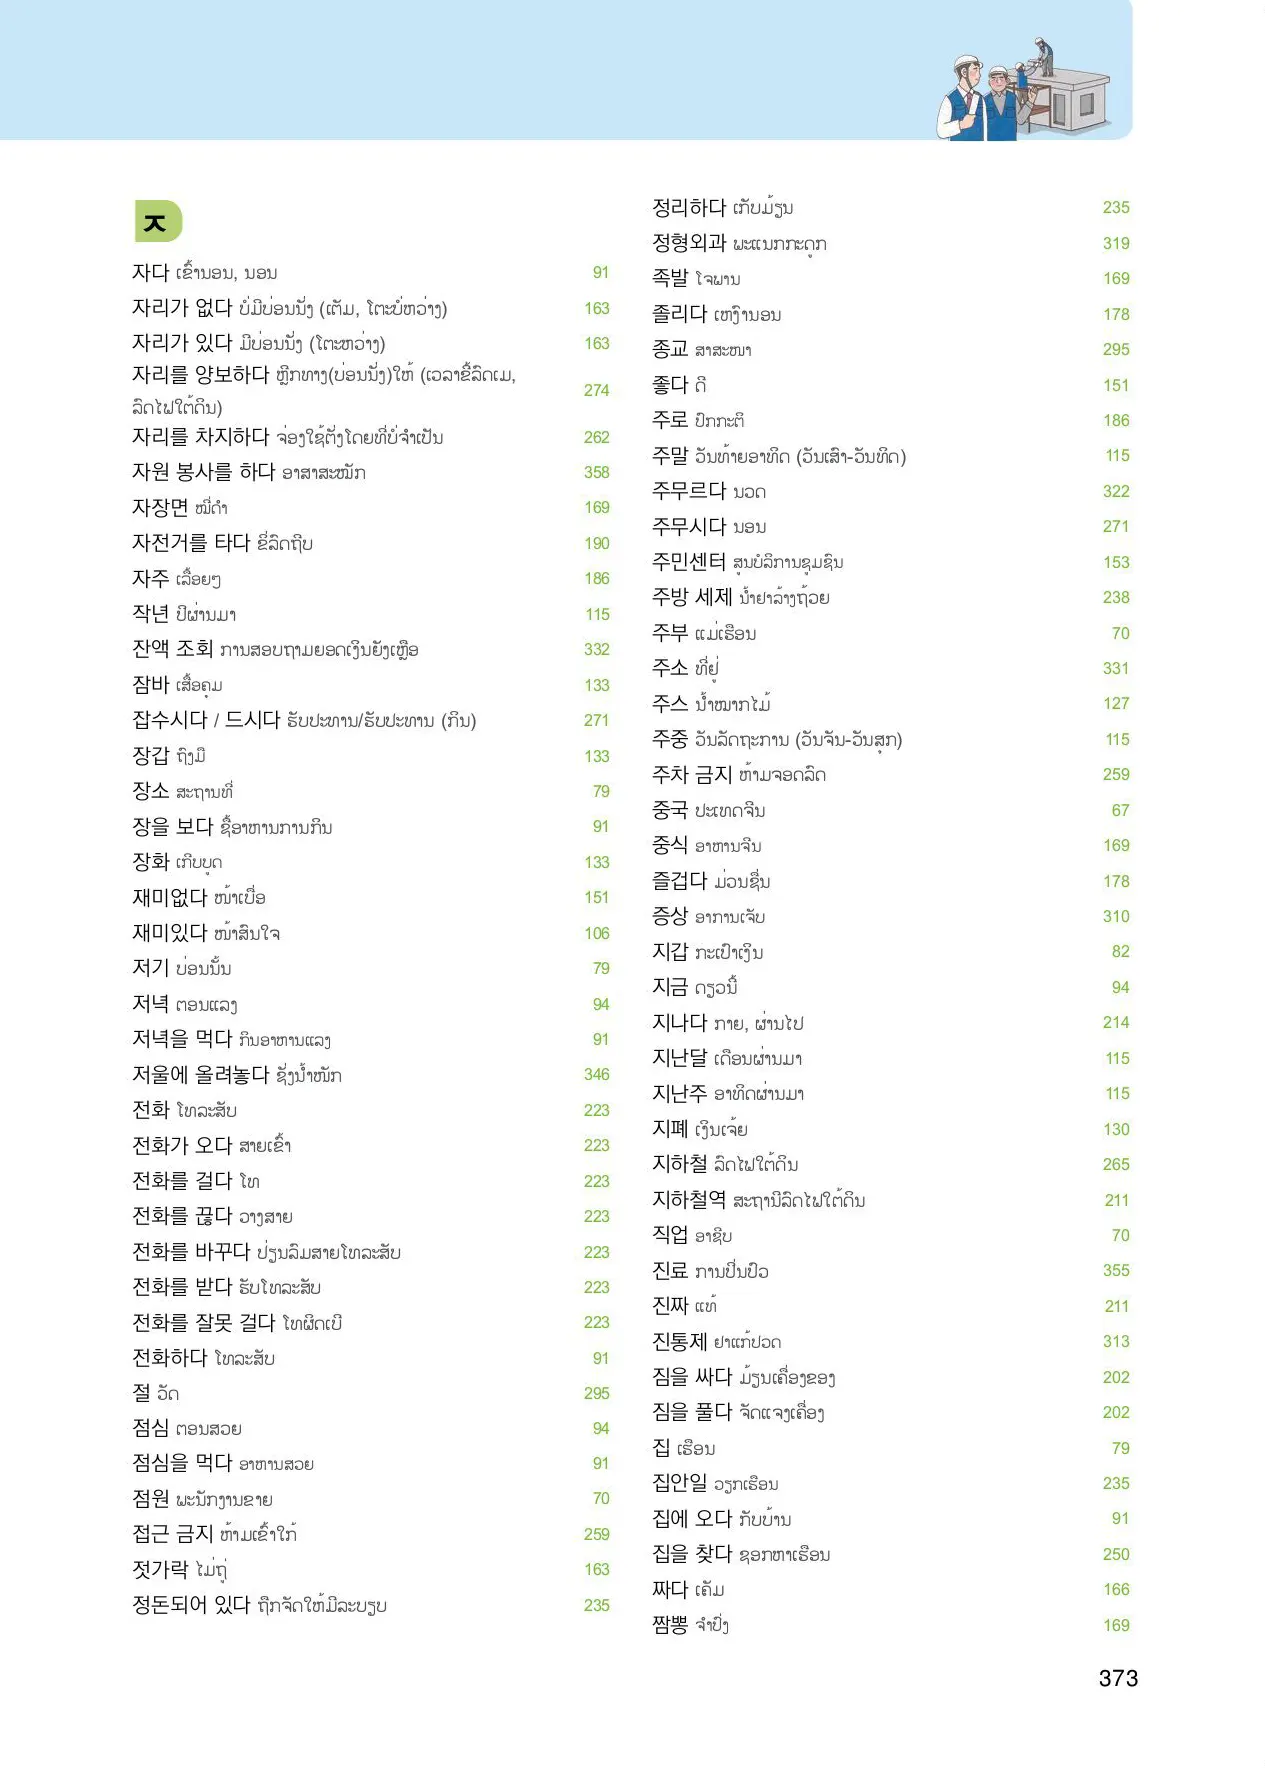 ㅈ
자다 ເຂົ້ານອນ, ນອນ 91
자리가 없다 ບໍ່ມີບ່ອນນັ່ງ (ເຕັມ, ໂຕະບໍ່ຫວ່າງ) 163
자리가 있다 ມີບ່ອນນັ່ງ (ໂຕະຫວ່າງ) 163
자리를 양보하다 ຫຼີກທາງ(ບ່ອນນັ່ງ)ໃຫ້ (ເວລາຂີ້ລົດເມ,
ລົດໄຟໃຕ້ດິນ) 274
자리를 차지하다 ຈ່ອງໃຊ້ຕັ່ງໂດຍທີ່ບໍ່ຈຳເປັນ 262
자원 봉사를 하다 ອາສາສະໝັກ 358
자장면 ໝີ່ດຳ 169
자전거를 타다 ຂີ່ລົດຖີບ 190
자주 ເລື້ອຍໆ 186
작년 ປີຜ່ານມາ 115
잔액 조회 ການສອບຖາມຍອດເງິນຍັງເຫຼືອ 332
잠바 ເສື້ອຄຸມ 133
잡수시다 / 드시다 ຮັບປະທານ/ຮັບປະທານ (ກິນ) 271
장갑 ຖົງມື 133
장소 ສະຖານທີ່ 79
장을 보다 ຊື້ອາຫານການກິນ 91
장화 ເກີບບູດ 133
재미없다 ໜ້າເບື່ອ 151
재미있다 ໜ້າສົນໃຈ 106
저기 ບ່ອນນັ້ນ 79
저녁 ຕອນແລງ 94
저녁을 먹다 ກິນອາຫານແລງ 91
저울에 올려놓다 ຊັ່ງນ້ຳໜັກ 346
전화 ໂທລະສັບ 223
전화가 오다 ສາຍເຂົ້າ 223
전화를 걸다 ໂທ 223
전화를 끊다 ວາງສາຍ 223
전화를 바꾸다 ປ່ຽນລົມສາຍໂທລະສັບ 223
전화를 받다 ຮັບໂທລະສັບ 223
전화를 잘못 걸다 ໂທຜິດເບີ 223
전화하다 ໂທລະສັບ 91
절 ວັດ 295
점심 ຕອນສວຍ 94
점심을 먹다 ອາຫານສວຍ 91
점원 ພະນັກງານຂາຍ 70
접근 금지 ຫ້າມເຂົ້າໃກ້ 259
젓가락 ໄມ່ຖູ່ 163
정돈되어 있다 ຖືກຈັດໃຫ້ມີລະບຽບ 235
정리하다 ເກັບມ້ຽນ 235
정형외과 ພະແນກກະດູກ 319
족발 ໂຈພານ 169
졸리다 ເຫງົານອນ 178
종교 ສາສະໜາ 295
좋다 ດີ 151
주로 ປົກກະຕິ 186
주말 ວັນທ້າຍອາທິດ (ວັນເສົາ-ວັນທິດ) 115
주무르다 ນວດ 322
주무시다 ນອນ 271
주민센터 ສູນບໍລິການຊຸມຊົນ 153
주방 세제 ນ້ຳຢາລ້າງຖ້ວຍ 238
주부 ແມ່ເຮືອນ 70
주소 ທີ່ຢູ່ 331
주스 ນ້ຳໝາກໄມ້ 127
주중 ວັນລັດຖະການ (ວັນຈັນ-ວັນສຸກ) 115
주차 금지 ຫ້າມຈອດລົດ 259
중국 ປະເທດຈີນ 67
중식 ອາຫານຈີນ 169
즐겁다 ມ່ວນຊື່ນ 178
증상 ອາການເຈັບ 310
지갑 ກະເປົາເງິນ 82
지금 ດຽວນີ້ 94
지나다 ກາຍ, ຜ່ານໄປ 214
지난달 ເດືອນຜ່ານມາ 115
지난주 ອາທິດຜ່ານມາ 115
지폐 ເງິນເຈ້ຍ 130
지하철 ລົດໄຟໃຕ້ດິນ 265
지하철역 ສະຖານີລົດໄຟໃຕ້ດິນ 211
직업 ອາຊີບ 70
진료 ການປິ່ນປົວ 355
진짜 ແທ້ 211
진통제 ຢາແກ້ປວດ 313
짐을 싸다 ມ້ຽນເຄື່ອງຂອງ 202
짐을 풀다 ຈັດແຈງເຄື່ອງ 202
집 ເຮືອນ 79
집안일 ວຽກເຮືອນ 235
집에 오다 ກັບບ້ານ 91
집을 찾다 ຊອກຫາເຮືອນ 250
짜다 ເຄັມ 166
짬뽕 ຈຳປົ່ງ 169
373